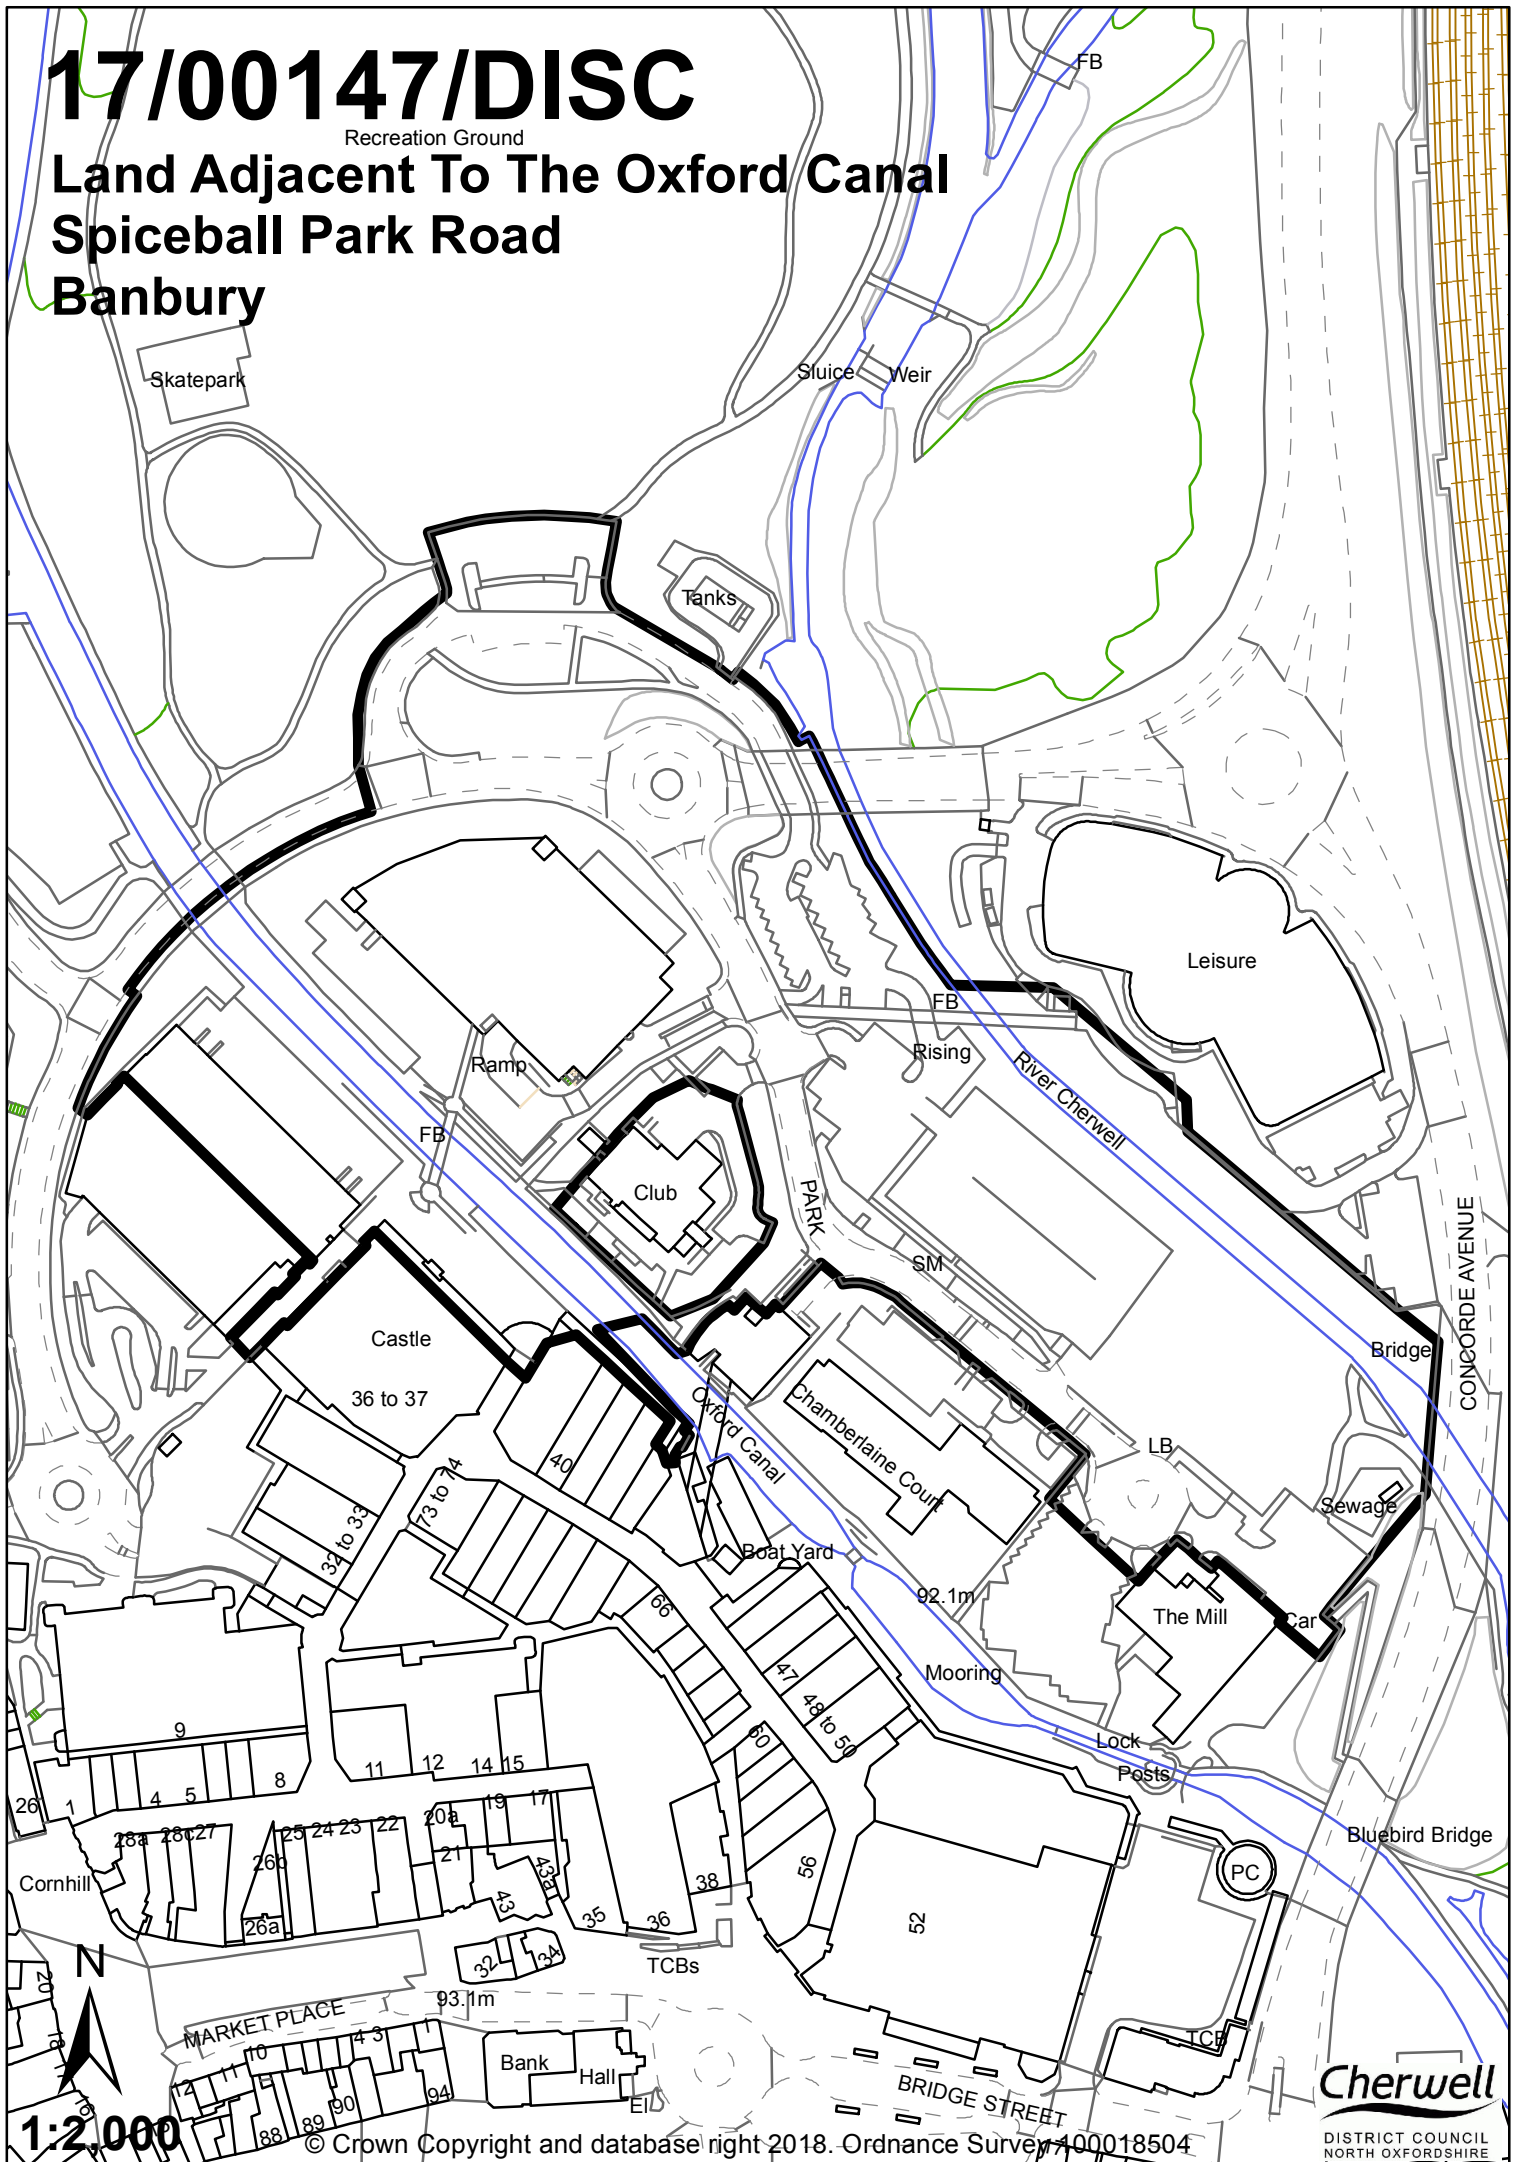 17/00147/DISC
Recreation Ground
Land Adjacent To The Oxford Canal
Spiceball Park Road
Banbury
FB
Skatepark
Sluice
Weir
Tanks
Leisure
FB
Rising
River Cherwell
Ramp
FB
Club
PARK
SM
CONCORDE AVENUE
Castle
Bridge
36 to 37
Oxford Canal
Chamberlaine Court
LB
40
73 to 74
Sewage
32 to 33
Boat Yard
92.1m
66
The Mill
Car
Mooring
47
48 to 50
9
60
Lock
Posts
11
12
14
15
8
26
1
4
5
17
19
20a
22
23
24
25
28a
28c
27
21
26b
43a
Bluebird Bridge
56
PC
Cornhill
43
38
26a
35
36
52
32
34
TCBs
N
20
93.1m
MARKET PLACE
18
4
3
1
TCB
10
11
12
Bank
Hall
16
94
90
89
88
El
BRIDGE STREET
Cherwell
DISTRICT COUNCIL
NORTH OXFORDSHIRE
1:2,000
© Crown Copyright and database right 2018. Ordnance Survey 100018504